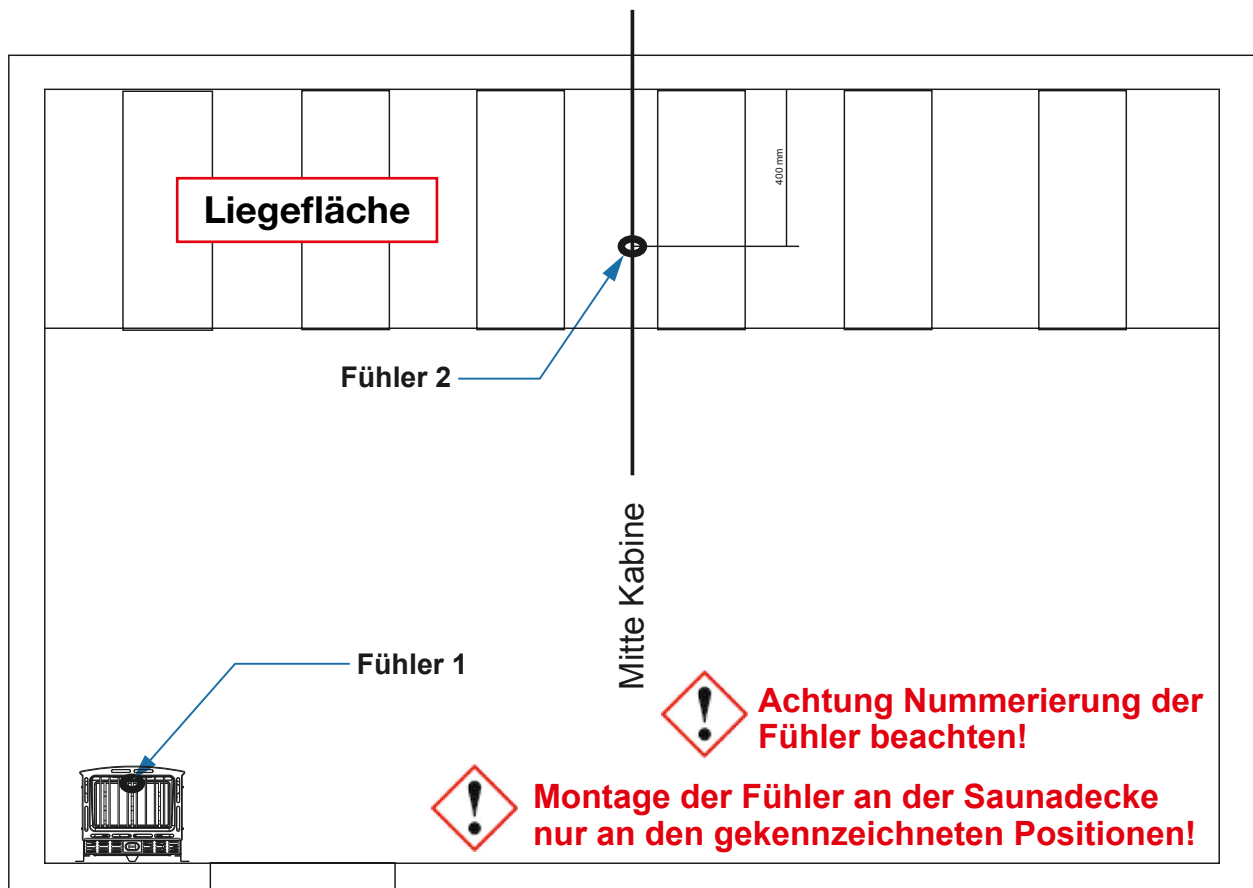 400 mm
Liegefläche
Fühler 2
Mitte Kabine
Fühler 1
Achtung Nummerierung der
Fühler beachten!
Montage der Fühler an der Saunadecke
nur an den gekennzeichneten Positionen!